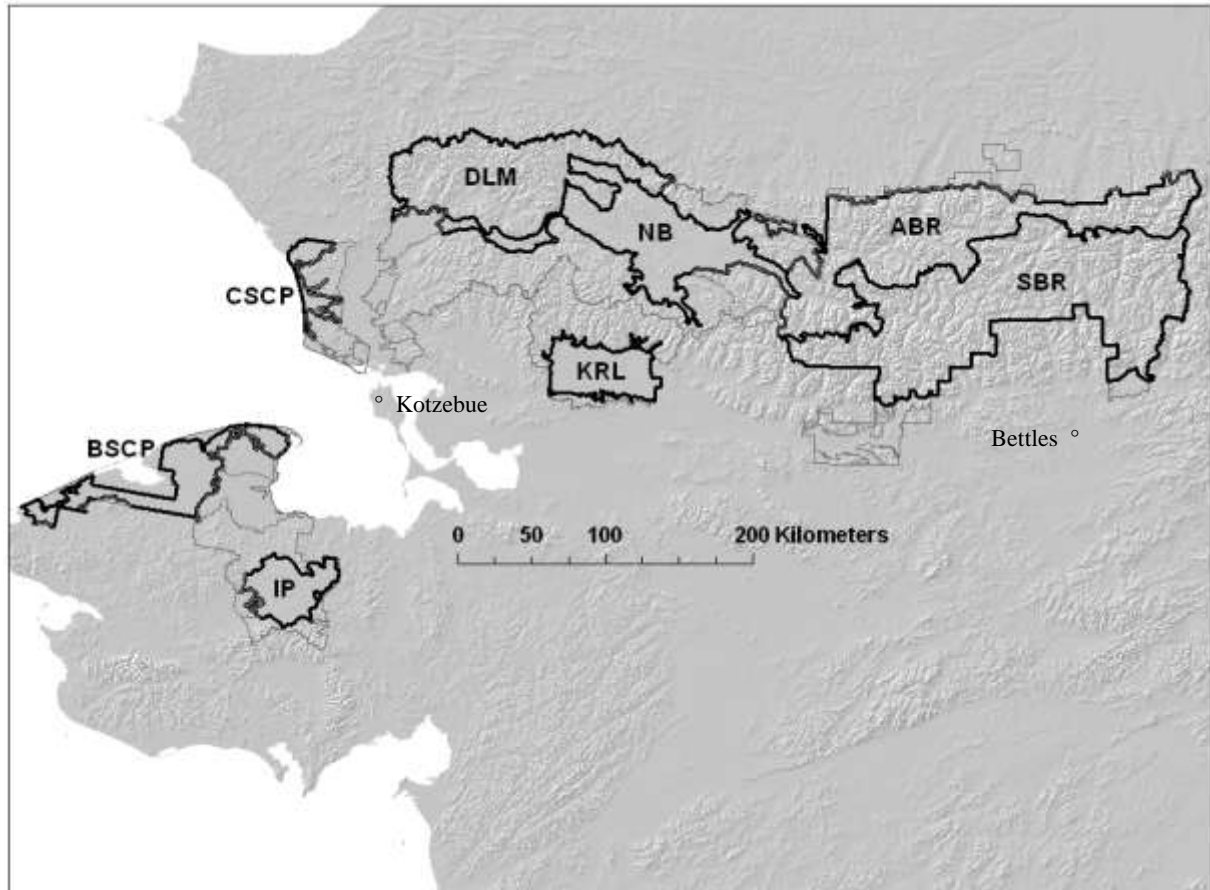 DLM
NB
ABR
SBR
CSCP
KRL
° Kotzebue
BSCP
Bettles °
0 50 100 200 Kilometers
IP